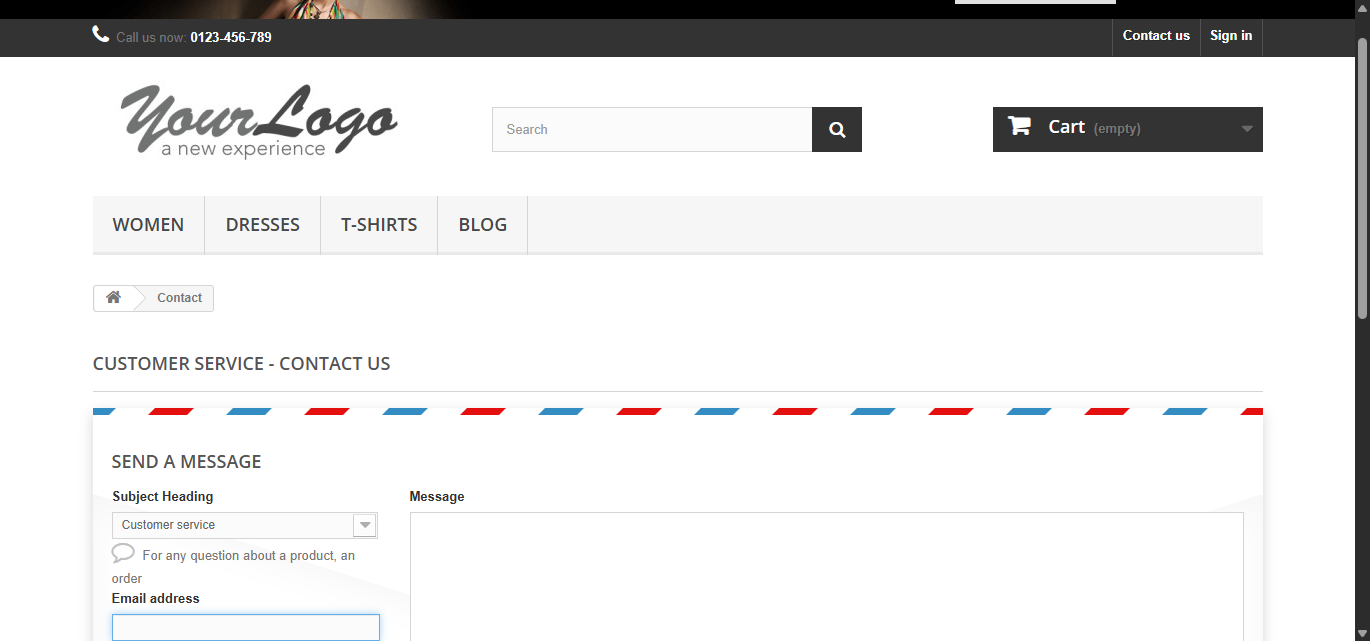 Call us now: 0123-456-789
Contact us
Sign in
YourLogo
a new experience
Search
Cart (empty)
WOMEN
DRESSES
T-SHIRTS
BLOG
Contact
CUSTOMER SERVICE - CONTACT US
SEND A MESSAGE
Subject Heading
Customer service
For any question about a product, an
order
Email address
Message